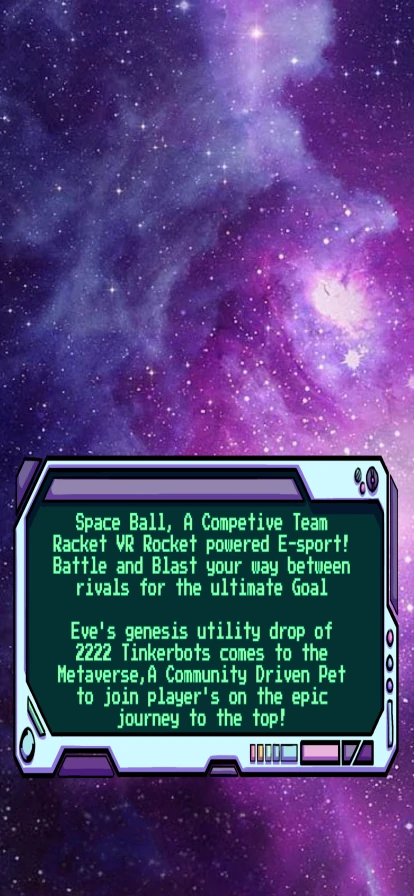 Space Ball, A Competive Team
Racket VR Rocket powered E-sport!
Battle and Blast your way between
rivals for the ultimate Goal
Eve's genesis utility drop of
2222 Tinkerbots comes to the
Metaverse,A Community Driven Pet
to join player's on the epic
journey to the top!